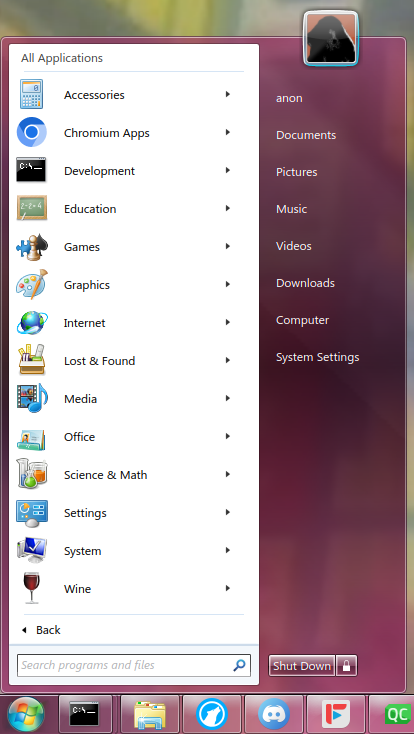 All Applications
Accessories
Chromium Apps
Development
Education
Games
Graphics
Internet
Lost & Found
Media
Office
Science & Math
Settings
System
Wine
Back
Search programs and files
anon
Documents
Pictures
Music
Videos
Downloads
Computer
System Settings
Shut Down
QC